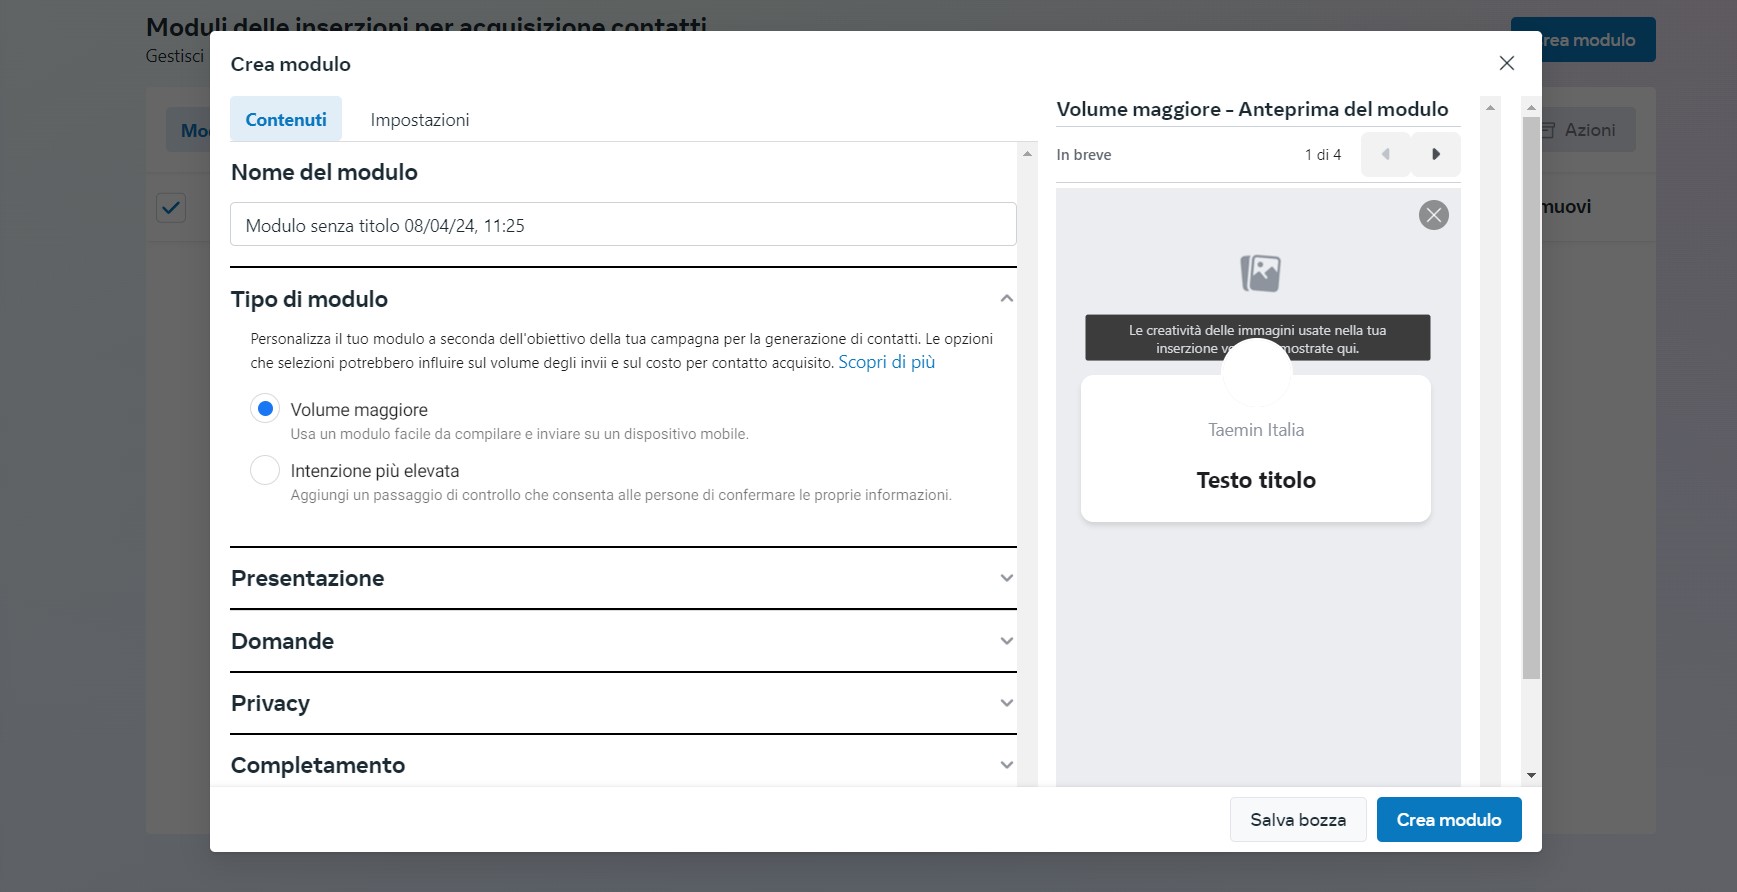 Moduli delle inserzioni per acquisizione contatti
Gestisci
Crea modulo
Azioni
muovi
Crea modulo
Contenuti
Impostazioni
Nome del modulo
Modulo senza titolo 08/04/24, 11:25
Tipo di modulo
Personalizza il tuo modulo a seconda dell'obiettivo della tua campagna per la generazione di contatti. Le opzioni
che selezioni potrebbero influire sul volume degli invii e sul costo per contatto acquisito. Scopri di più
Volume maggiore
Usa un modulo facile da compilare e inviare su un dispositivo mobile.
Intenzione più elevata
Aggiungi un passaggio di controllo che consenta alle persone di confermare le proprie informazioni.
Presentazione
Domande
Privacy
Completamento
Volume maggiore - Anteprima del modulo
In breve
1 di 4
Le creatività delle immagini usate nella tua
inserzione mostrate qui.
Taemin Italia
Testo titolo
Salva bozza
Crea modulo